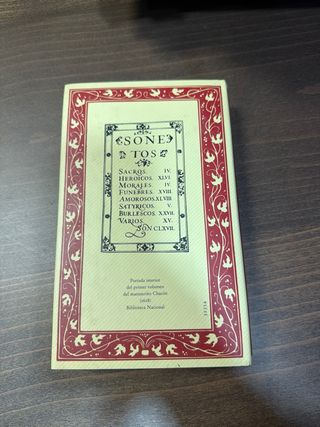 SONE
TOS
SACROS. IV.
HEROICOS. XLVI.
MORALES. IV.
FUNEBRES. XVIII.
AMOROSOS. XLVIII.
SATYRICOS. V.
BURLESCOS. XXVII.
VARIOS. XV.
SON CLXVII.
Portada interior
del primer volumen
del manuscrito Chacón
(1628)
Biblioteca Nacional